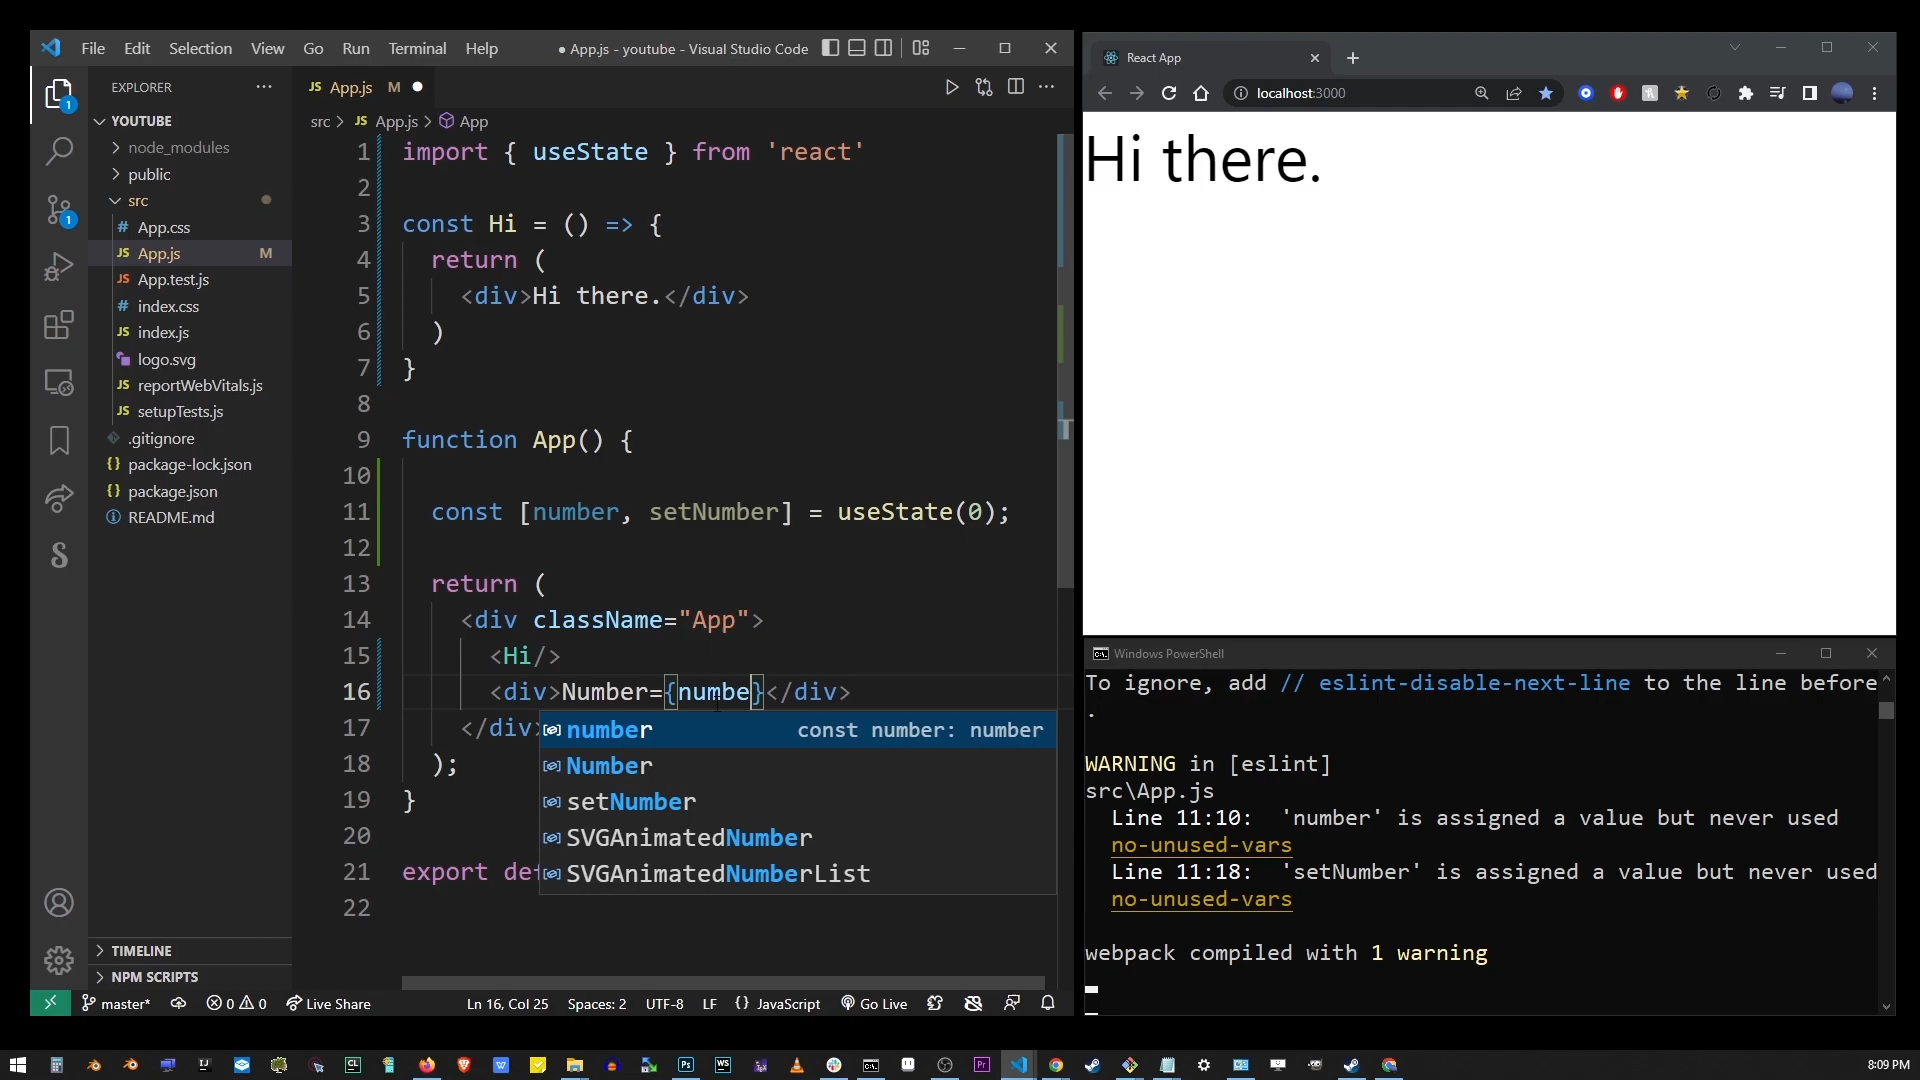 File Edit Selection View Go Run Terminal Help ● App.js - youtube - Visual Studio Code
EXPLORER ···
YOUTUBE
node_modules
public
src
# App.css
JS App.js M
JS App.test.js
# index.css
JS index.js
logo.svg
JS reportWebVitals.js
JS setupTests.js
.gitignore
{} package-lock.json
{} package.json
README.md
TIMELINE
NPM SCRIPTS
1
1
JS App.js M ●
src > JS App.js > App
1 import { useState } from 'react'
2
3 const Hi = () => {
4 return (
5 <div>Hi there.</div>
6 )
7 }
8
9 function App() {
10
11 const [number, setNumber] = useState(0);
12
13 return (
14 <div className="App">
15 <Hi/>
16 <div>Number={numbe}</div>
17 </div>
18 );
19 }
20
21 export def
22
number const number: number
Number
setNumber
SVGAnimatedNumber
SVGAnimatedNumberList
master* 0 0 Live Share Ln 16, Col 25 Spaces: 2 UTF-8 LF {} JavaScript Go Live
React App
localhost:3000
Hi there.
Windows PowerShell
To ignore, add // eslint-disable-next-line to the line before
.
WARNING in [eslint]
src\App.js
Line 11:10: 'number' is assigned a value but never used
no-unused-vars
Line 11:18: 'setNumber' is assigned a value but never used
no-unused-vars
webpack compiled with 1 warning
8:09 PM